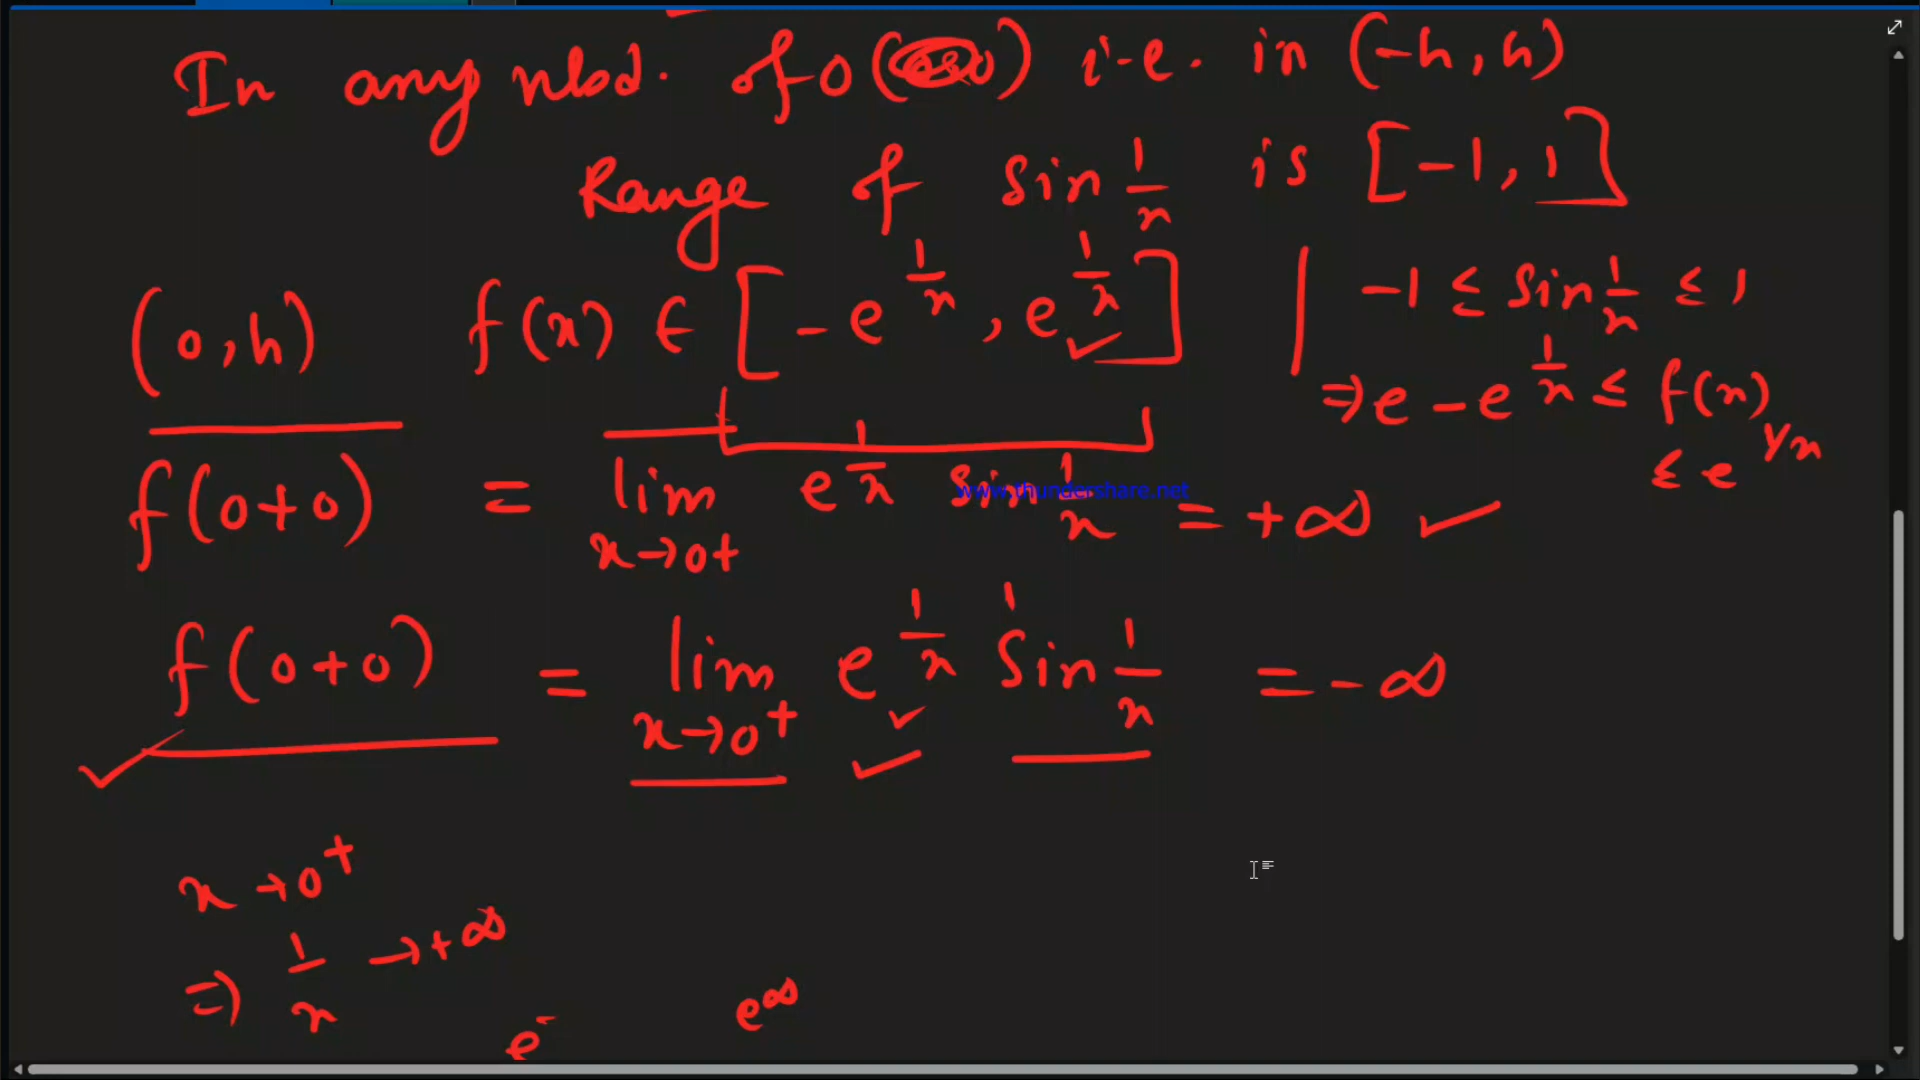 In any nbd. of 0 ( 0) i.e. in (-h, h)
Range of sin 1/x is [-1, 1]
(0, h) f(x) ∈ [-e^{1/x}, e^{1/x}] | -1 ≤ sin 1/x ≤ 1
⇒ e - e^{1/x} ≤ f(x)
≤ e^{1/x}
f(0+0) = lim_{x→0+} e^{1/x} sin 1/x = +∞ ✓
www.thundershare.net
f(0+0) = lim_{x→0^+} e^{1/x} sin 1/x = -∞
x→0^+
⇒ 1/x → +∞
e^- e^∞